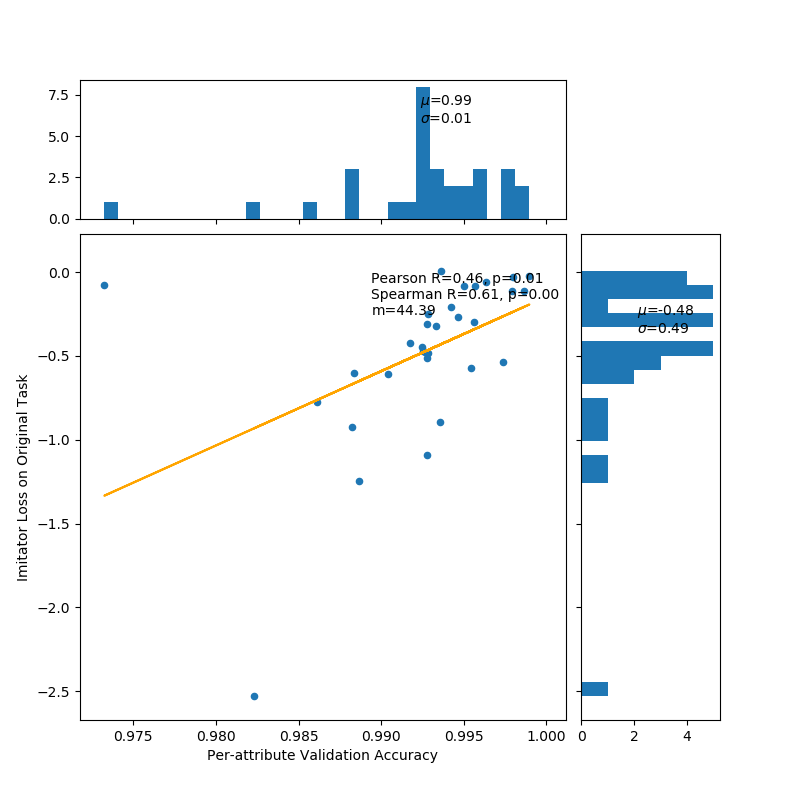 7.5
5.0
2.5
0.0
μ=0.99
σ=0.01
0.0
−0.5
−1.0
−1.5
−2.0
−2.5
Imitator Loss on Original Task
Pearson R=0.46, p=0.01
Spearman R=0.61, p=0.00
m=44.39
0.975
0.980
0.985
0.990
0.995
1.000
Per-attribute Validation Accuracy
μ=-0.48
σ=0.49
0
2
4